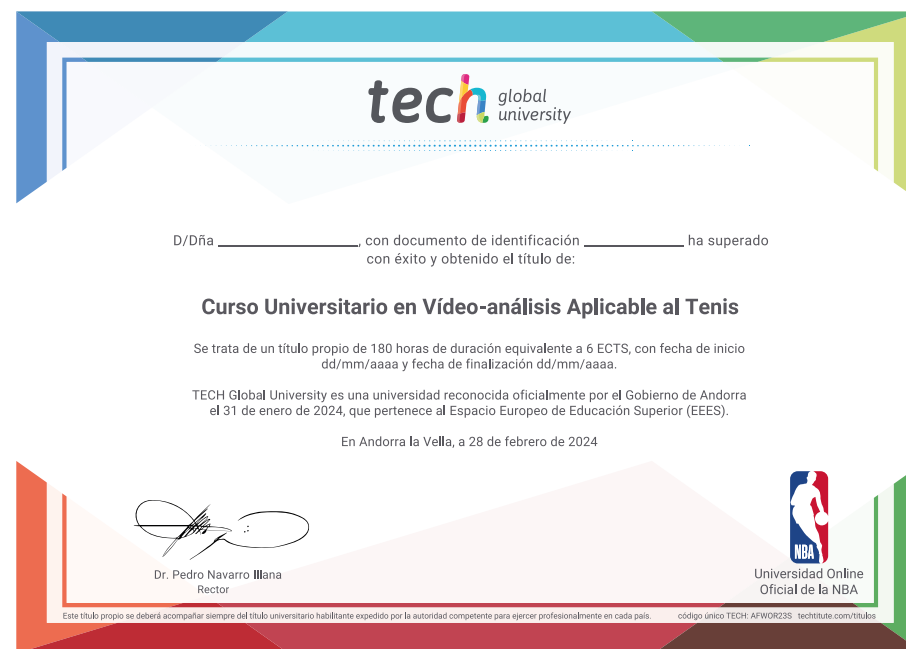 tech global university
D/Dña ____________, con documento de identificación ____________ ha superado
con éxito y obtenido el título de:
Curso Universitario en Vídeo-análisis Aplicable al Tenis
Se trata de un título propio de 180 horas de duración equivalente a 6 ECTS, con fecha de inicio
dd/mm/aaaa y fecha de finalización dd/mm/aaaa.
TECH Global University es una universidad reconocida oficialmente por el Gobierno de Andorra
el 31 de enero de 2024, que pertenece al Espacio Europeo de Educación Superior (EEES).
En Andorra la Vella, a 28 de febrero de 2024
Dr. Pedro Navarro Illana
Rector
NBA
Universidad Online
Oficial de la NBA
Este título propio se deberá acompañar siempre del título universitario habilitante expedido por la autoridad competente para ejercer profesionalmente en cada país. código único TECH: AFWOR23S techtitute.com/titulos